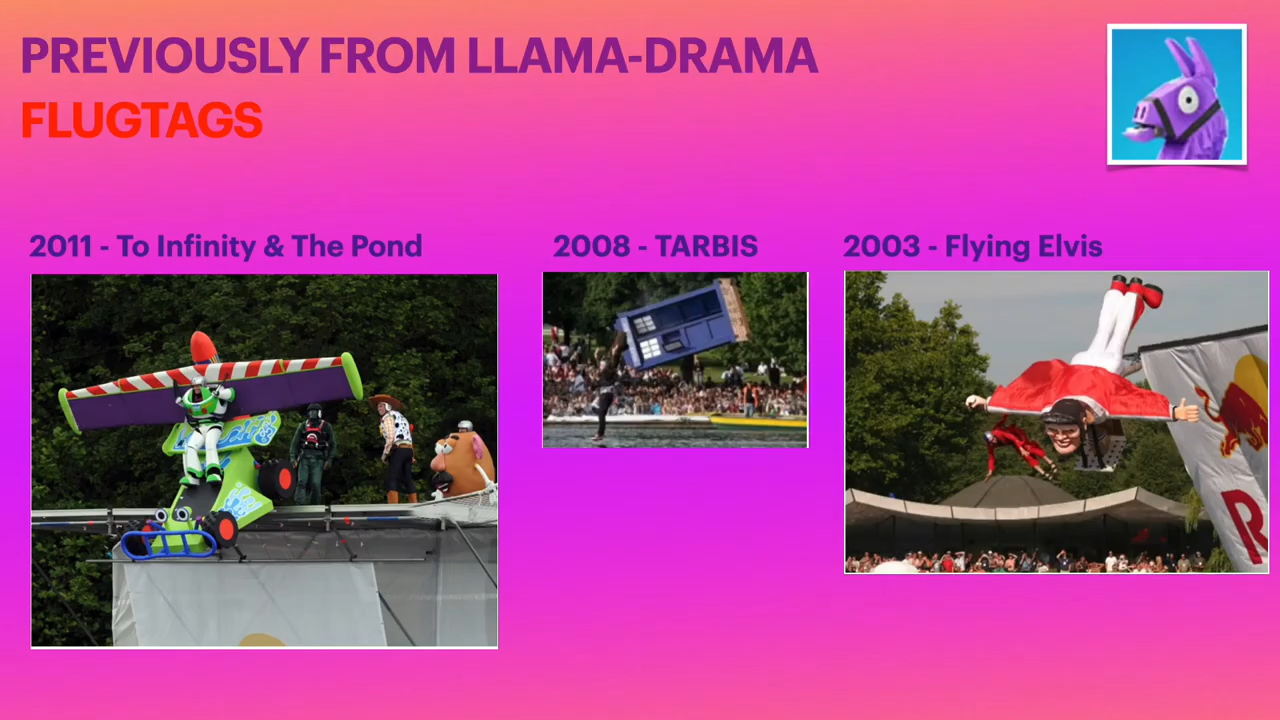 PREVIOUSLY FROM LLAMA-DRAMA
FLUGTAGS
2011 - To Infinity & The Pond
2008 - TARBIS
2003 - Flying Elvis
R